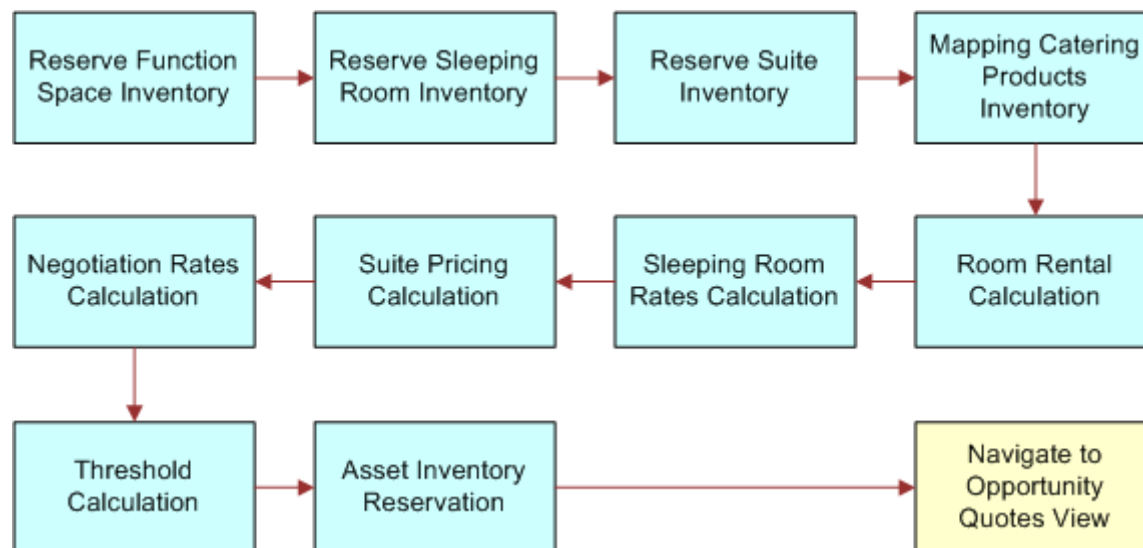 Reserve Function
Space Inventory
Reserve Sleeping
Room Inventory
Reserve Suite
Inventory
Mapping Catering
Products
Inventory
Negotiation Rates
Calculation
Suite Pricing
Calculation
Sleeping Room
Rates Calculation
Room Rental
Calculation
Threshold
Calculation
Asset Inventory
Reservation
Navigate to
Opportunity
Quotes View